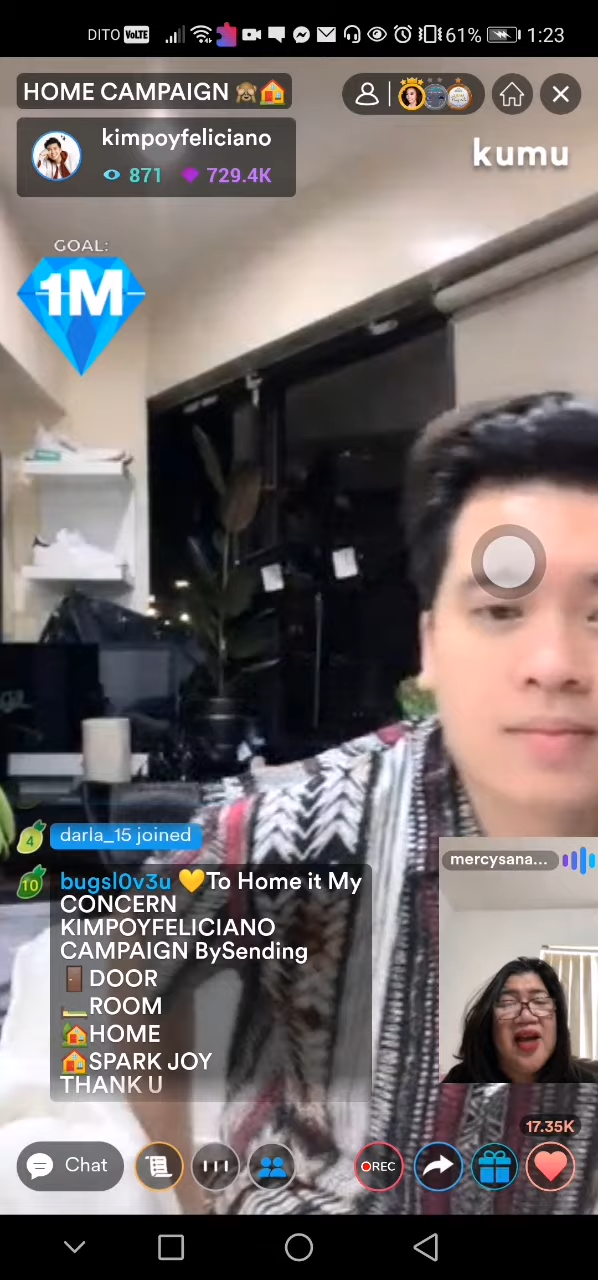 DITO VoLTE 61% 1:23
HOME CAMPAIGN 🙈🏠
kimpoyfeliciano
871 729.4K
kumu
GOAL:
1M
4 darla_15 joined
10 bugsl0v3u 💛To Home it My
CONCERN
KIMPOYFELICIANO
CAMPAIGN BySending
🚪DOOR
🛏️ROOM
🏡HOME
🏠SPARK JOY
THANK U
mercysana...
17.35K
Chat
REC